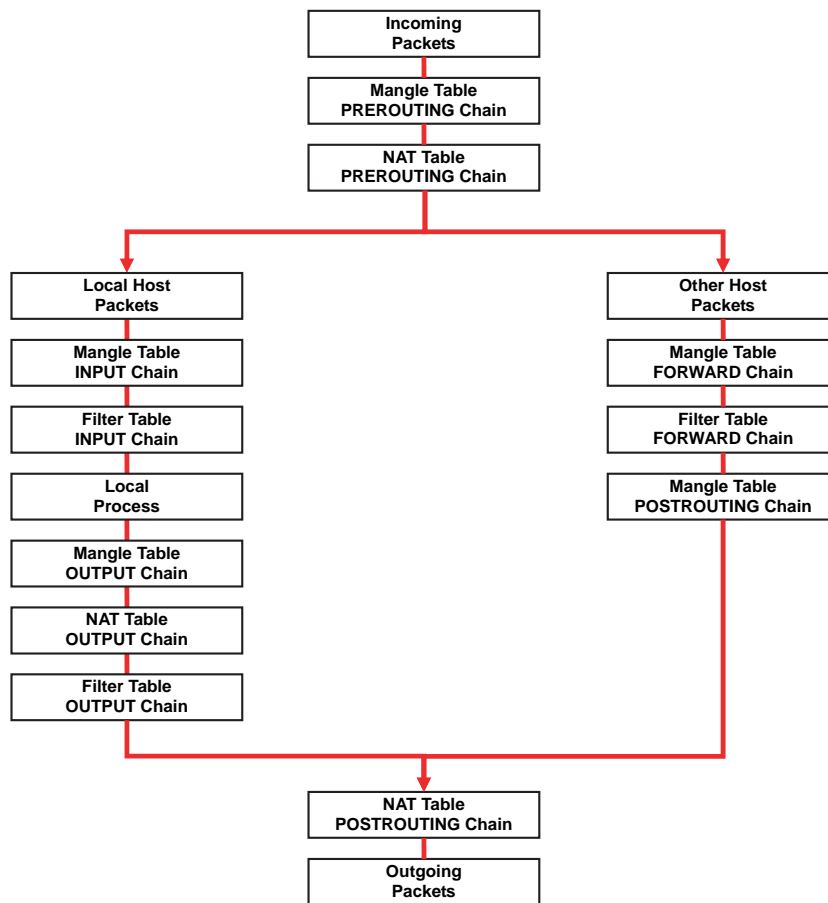 Incoming
Packets
Mangle Table
PREROUTING Chain
NAT Table
PREROUTING Chain
Local Host
Packets
Mangle Table
INPUT Chain
Filter Table
INPUT Chain
Local
Process
Mangle Table
OUTPUT Chain
NAT Table
OUTPUT Chain
Filter Table
OUTPUT Chain
Other Host
Packets
Mangle Table
FORWARD Chain
Filter Table
FORWARD Chain
Mangle Table
POSTROUTING Chain
NAT Table
POSTROUTING Chain
Outgoing
Packets